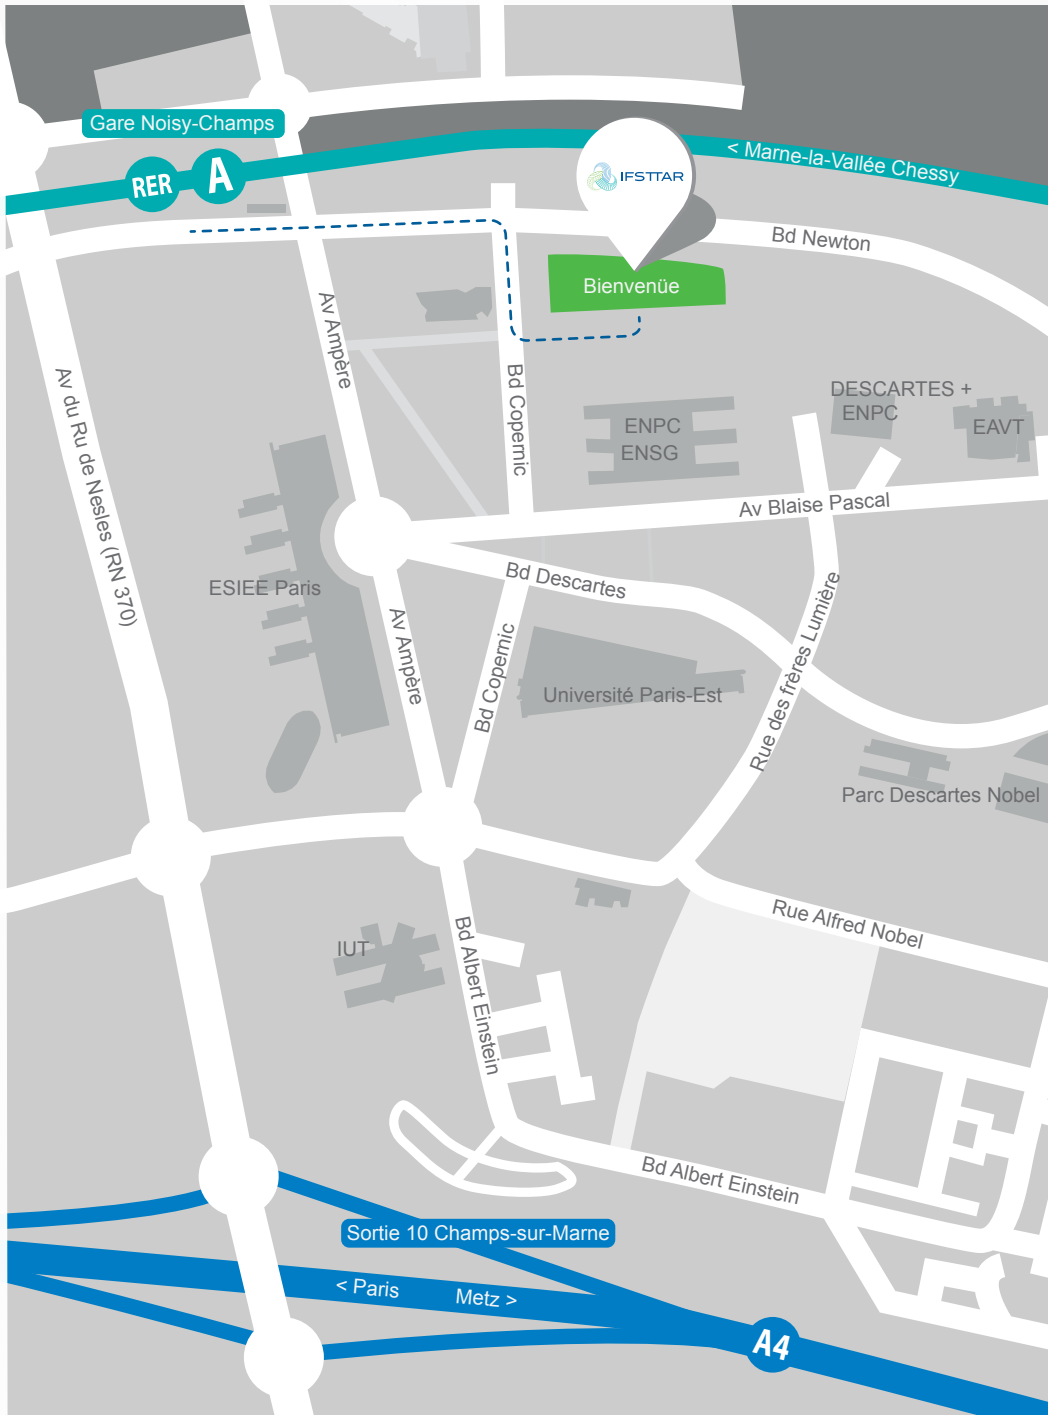 Gare Noisy-Champs
RER
A
< Marne-la-Vallée Chessy
IFSTTAR
Bd Newton
Bienvenüe
Av Ampère
Av du Ru de Nesles (RN 370)
Bd Copernic
DESCARTES +
ENPC
ENPC
ENSG
EAVT
Av Blaise Pascal
ESIEE Paris
Bd Descartes
Av Ampère
Bd Copernic
Rue des frères Lumière
Université Paris-Est
Parc Descartes Nobel
Rue Alfred Nobel
IUT
Bd Albert Einstein
Bd Albert Einstein
Sortie 10 Champs-sur-Marne
< Paris
Metz >
A4